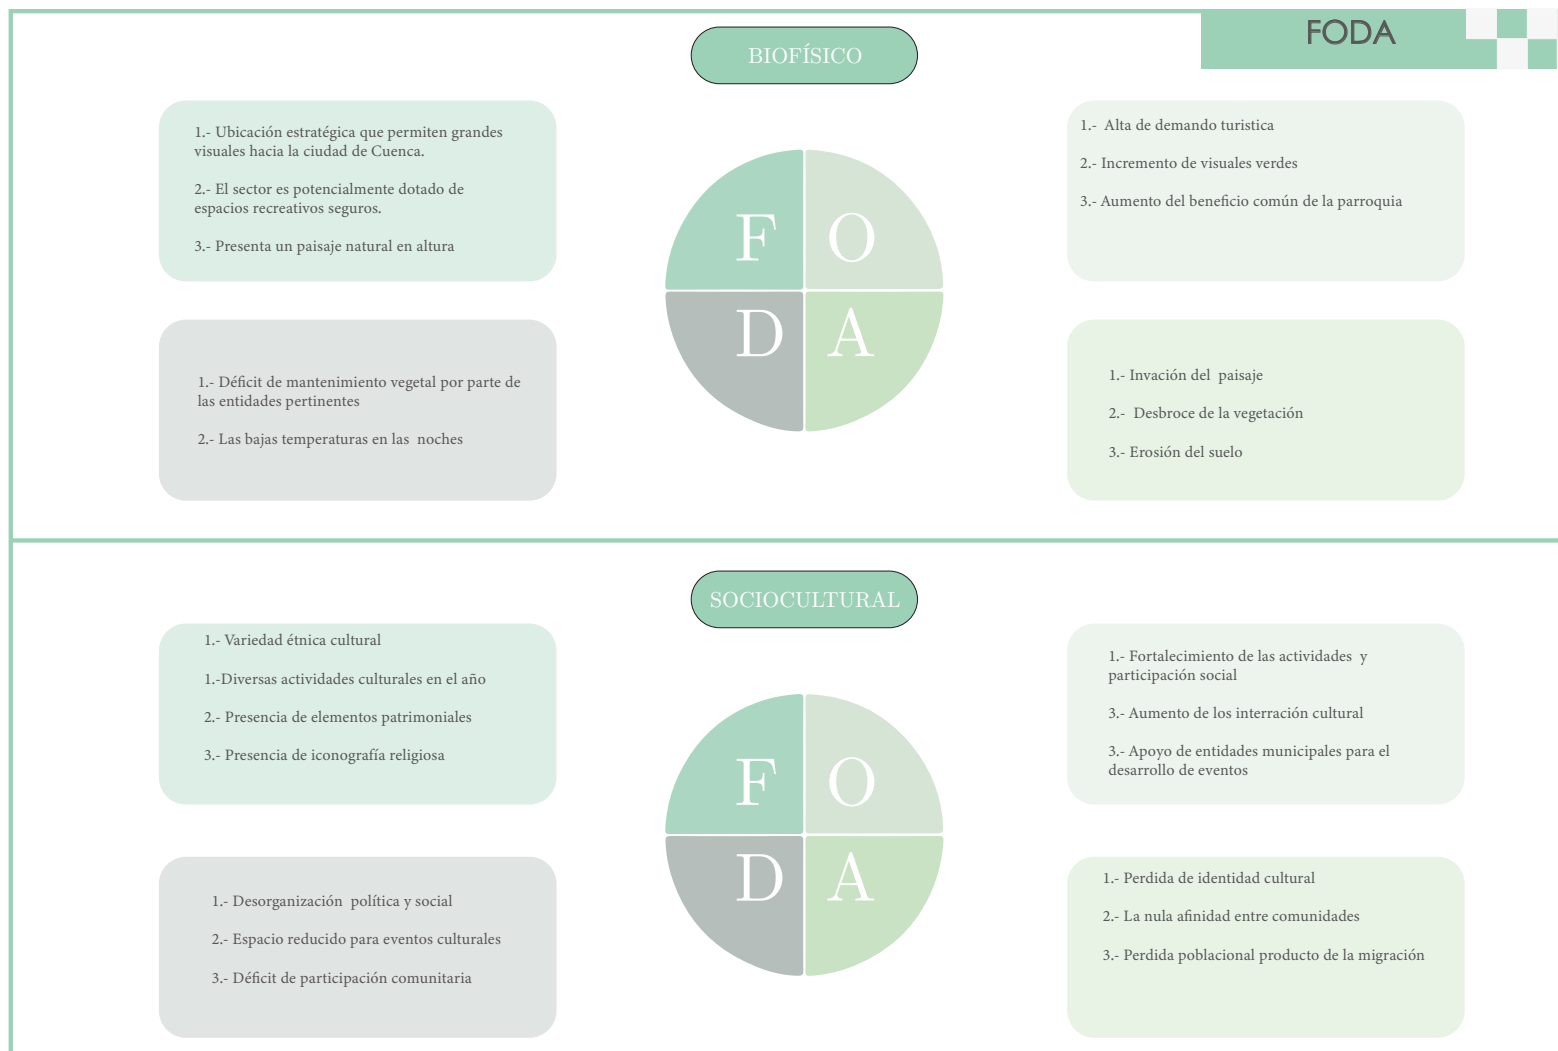 FODA
BIOFÍSICO
1.- Ubicación estratégica que permiten grandes
visuales hacia la ciudad de Cuenca.
2.- El sector es potencialmente dotado de
espacios recreativos seguros.
3.- Presenta un paisaje natural en altura
F O
D A
1.- Alta de demando turistica
2.- Incremento de visuales verdes
3.- Aumento del beneficio común de la parroquia
1.- Déficit de mantenimiento vegetal por parte de
las entidades pertinentes
2.- Las bajas temperaturas en las noches
1.- Invación del paisaje
2.- Desbroce de la vegetación
3.- Erosión del suelo
SOCIOCULTURAL
1.- Variedad étnica cultural
1.-Diversas actividades culturales en el año
2.- Presencia de elementos patrimoniales
3.- Presencia de iconografía religiosa
F O
D A
1.- Fortalecimiento de las actividades y
participación social
3.- Aumento de los interración cultural
3.- Apoyo de entidades municipales para el
desarrollo de eventos
1.- Desorganización política y social
2.- Espacio reducido para eventos culturales
3.- Déficit de participación comunitaria
1.- Perdida de identidad cultural
2.- La nula afinidad entre comunidades
3.- Perdida poblacional producto de la migración